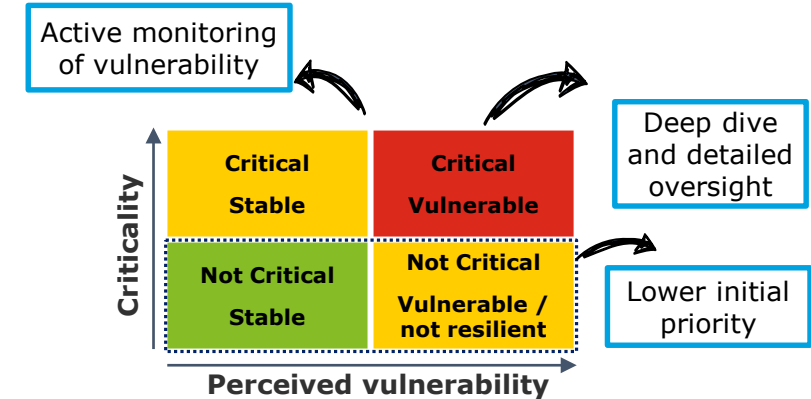 Active monitoring
of vulnerability
Deep dive
and detailed
oversight
Critical
Stable
Critical
Vulnerable
Not Critical
Stable
Not Critical
Vulnerable /
not resilient
Lower initial
priority
Criticality
Perceived vulnerability